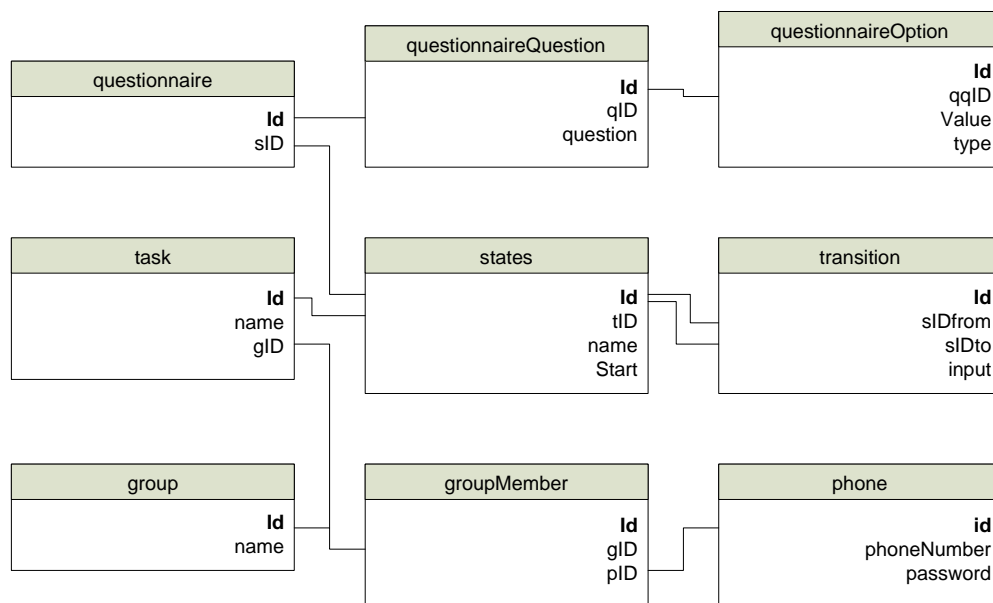 questionnaire
Id
sID
questionnaireQuestion
Id
qID
question
questionnaireOption
Id
qqID
Value
type
task
Id
name
gID
states
Id
tID
name
Start
transition
Id
sIDfrom
sIDto
input
group
Id
name
groupMember
Id
gID
pID
phone
id
phoneNumber
password